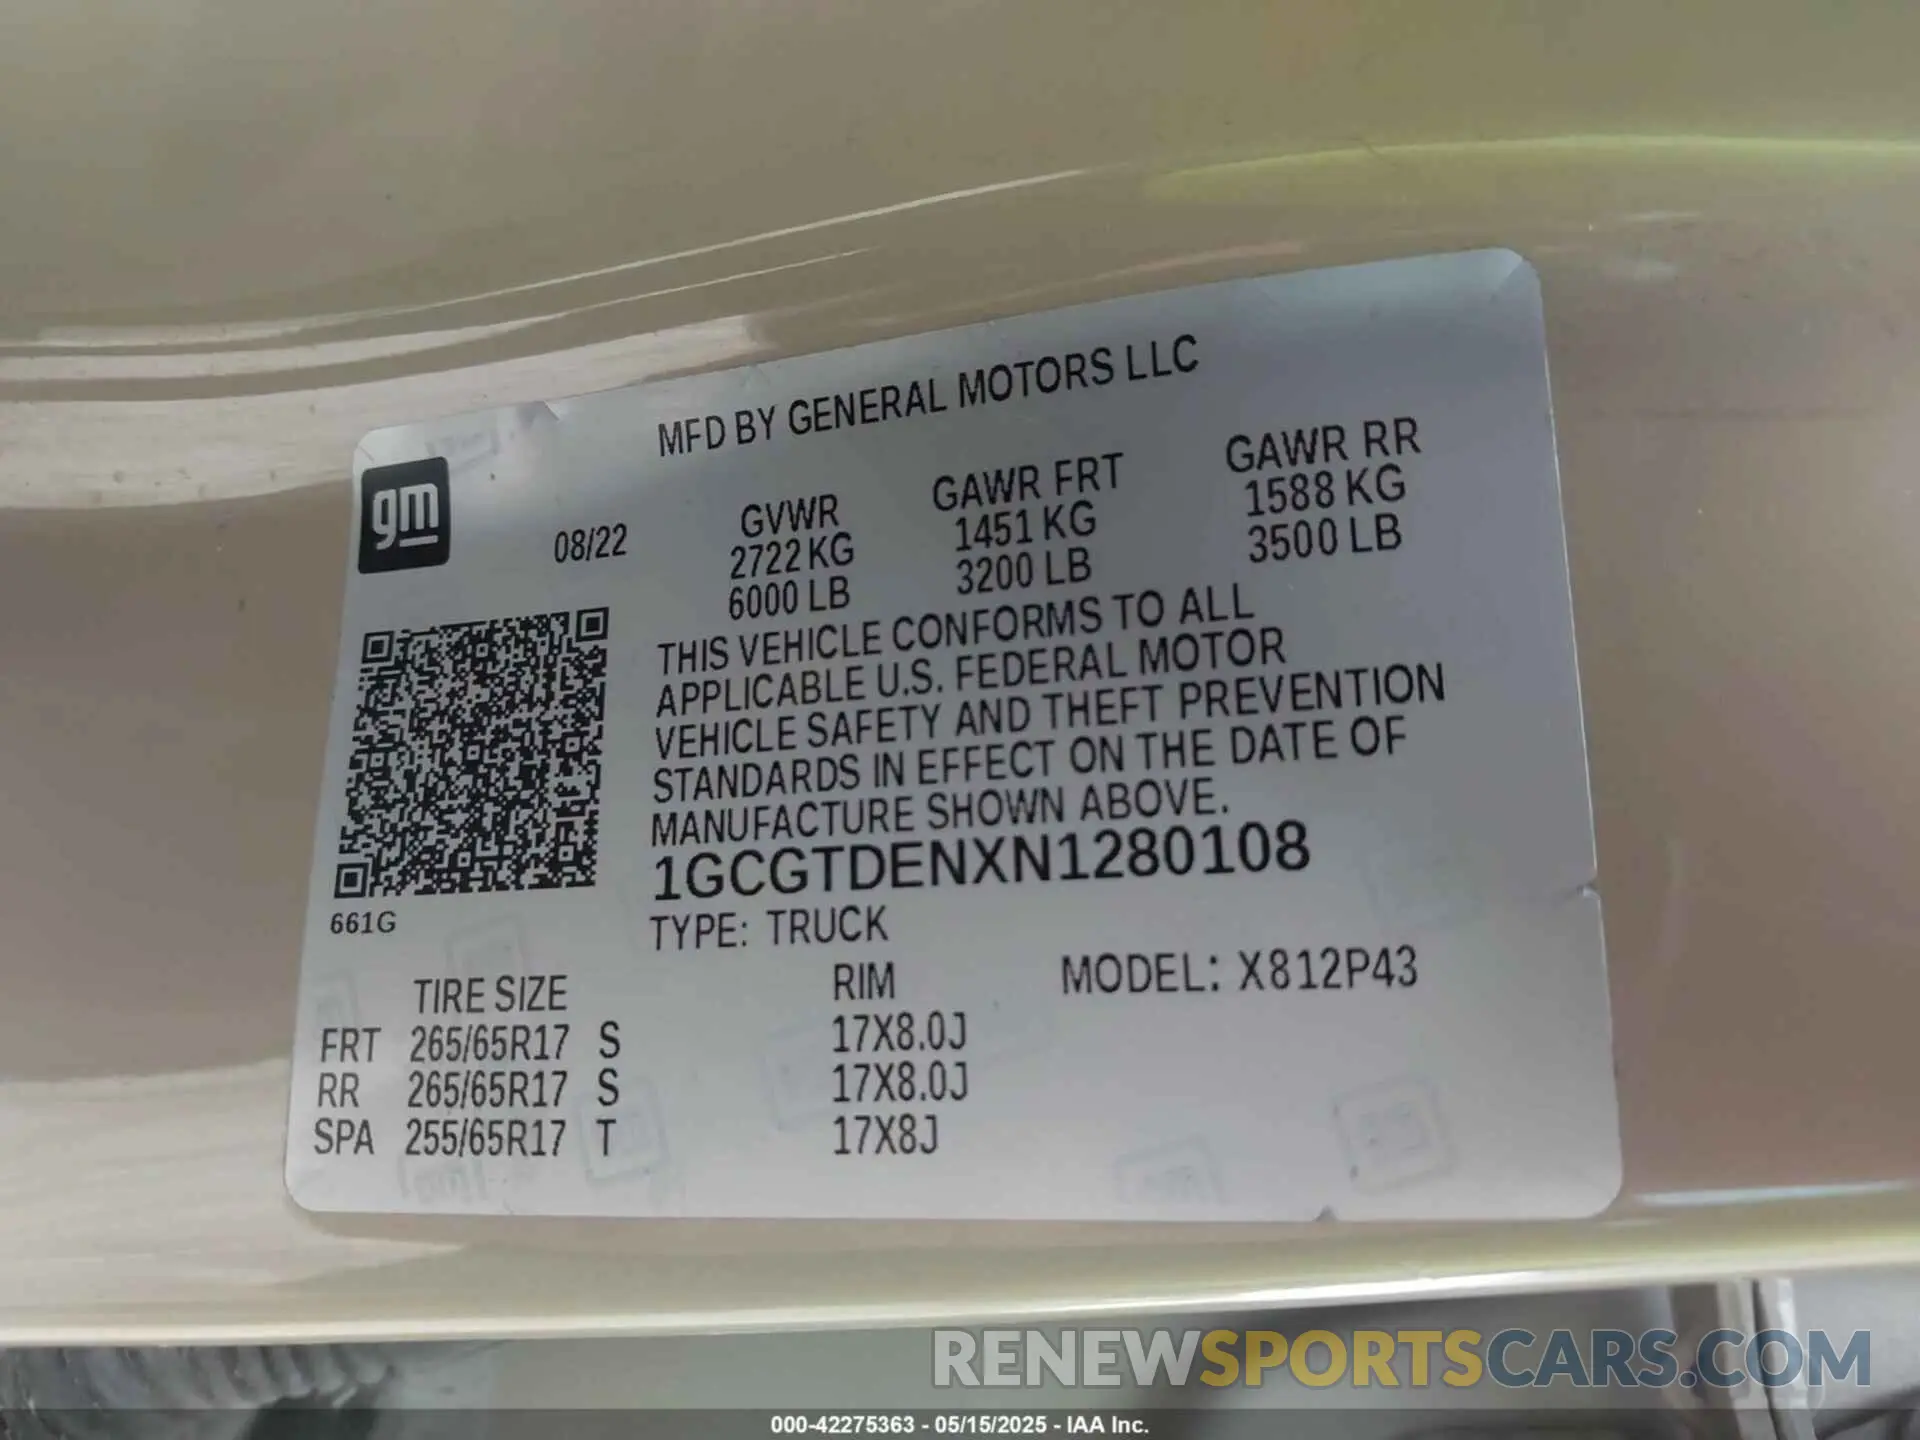 MFD BY GENERAL MOTORS LLC
gm
08/22
GVWR
2722 KG
6000 LB
GAWR FRT
1451 KG
3200 LB
GAWR RR
1588 KG
3500 LB
THIS VEHICLE CONFORMS TO ALL
APPLICABLE U.S. FEDERAL MOTOR
VEHICLE SAFETY AND THEFT PREVENTION
STANDARDS IN EFFECT ON THE DATE OF
MANUFACTURE SHOWN ABOVE.
1GCGTDENXN1280108
661G
TYPE: TRUCK
TIRE SIZE RIM MODEL: X812P43
FRT 265/65R17 S 17X8.0J
RR 265/65R17 S 17X8.0J
SPA 255/65R17 T 17X8J
RENEWSPORTSCARS.COM
000-42275363 - 05/15/2025 - IAA Inc.